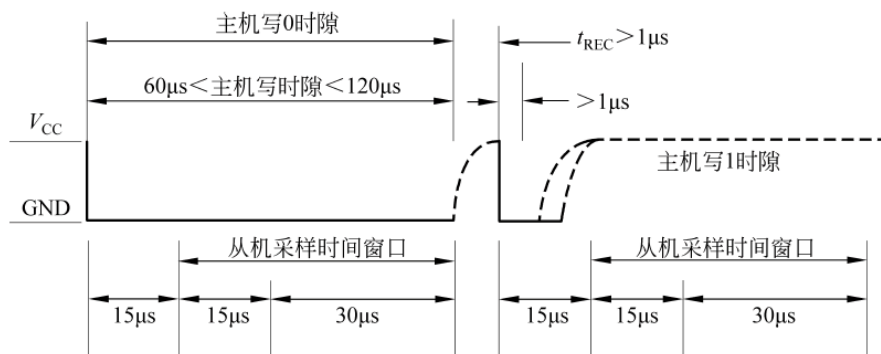 主机写0时隙
tREC>1μs
60μs<主机写时隙<120μs
>1μs
VCC
主机写1时隙
GND
从机采样时间窗口
从机采样时间窗口
15μs
15μs
30μs
15μs
15μs
30μs